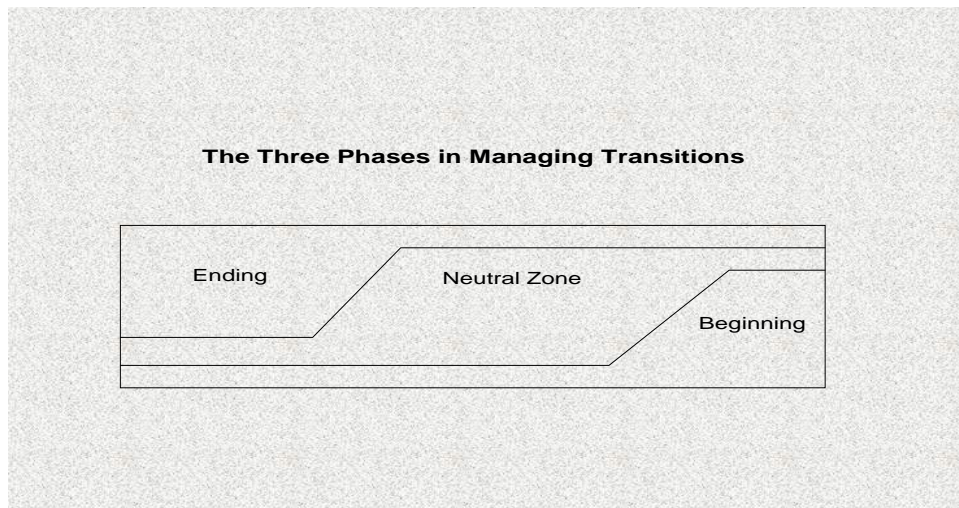 The Three Phases in Managing Transitions
Ending
Neutral Zone
Beginning